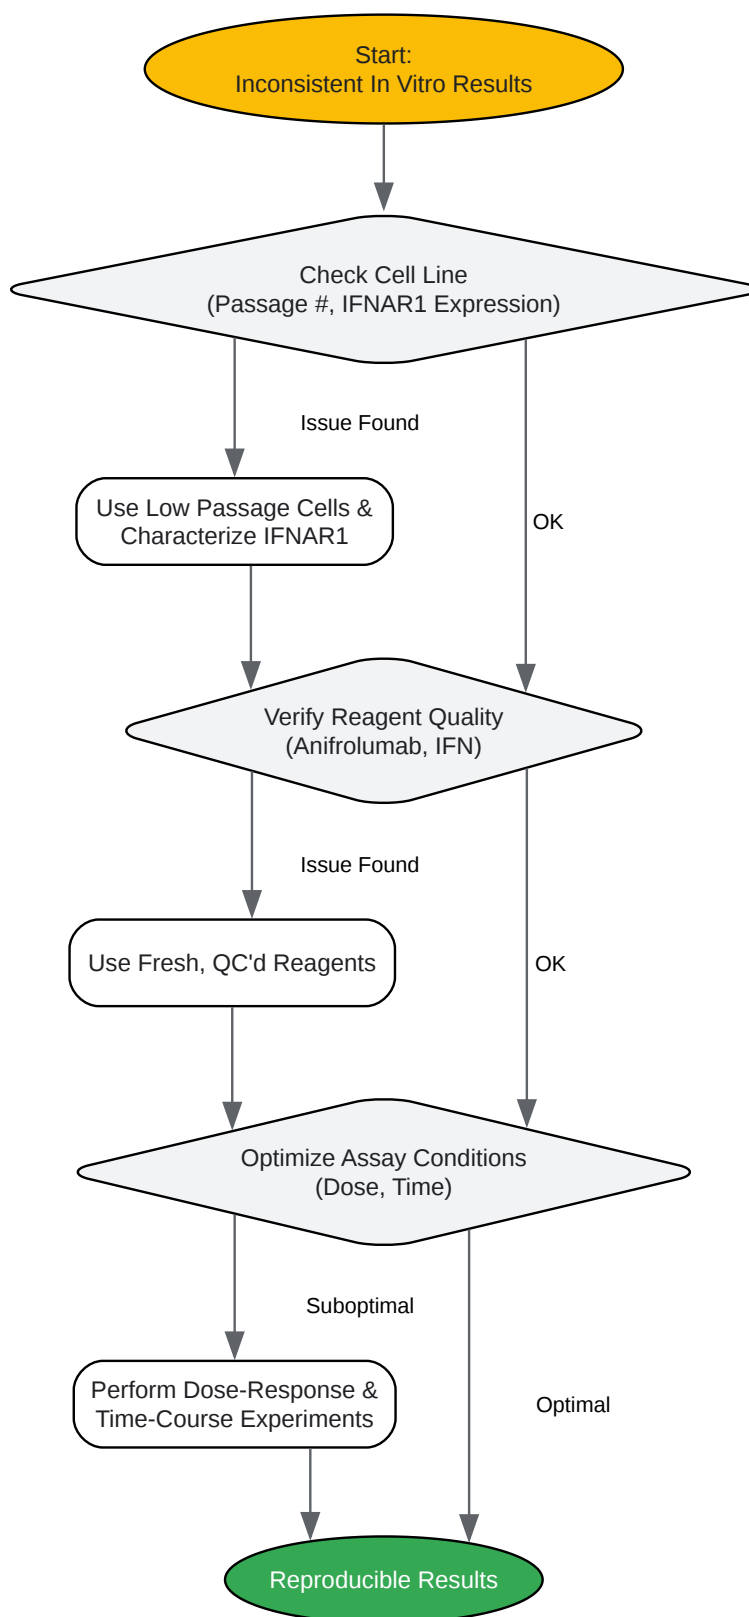 Start:
Inconsistent In Vitro Results
Check Cell Line
(Passage #, IFNAR1 Expression)
Issue Found
Use Low Passage Cells &
Characterize IFNAR1
OK
Verify Reagent Quality
(Anifrolumab, IFN)
Issue Found
Use Fresh, QC'd Reagents
OK
Optimize Assay Conditions
(Dose, Time)
Suboptimal
Perform Dose-Response &
Time-Course Experiments
Optimal
Reproducible Results